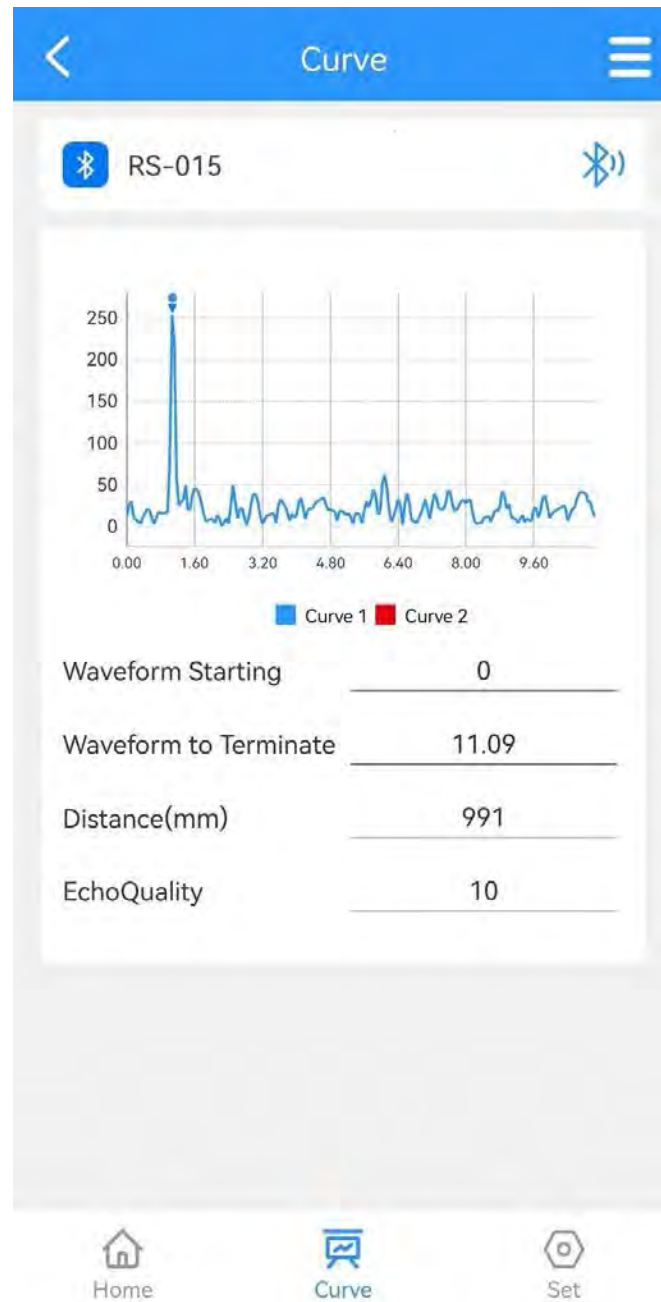 Curve
RS-015
250
200
150
100
50
0
0.00 1.60 3.20 4.80 6.40 8.00 9.60
Curve 1 Curve 2
Waveform Starting 0
Waveform to Terminate 11.09
Distance(mm) 991
EchoQuality 10
Home Curve Set